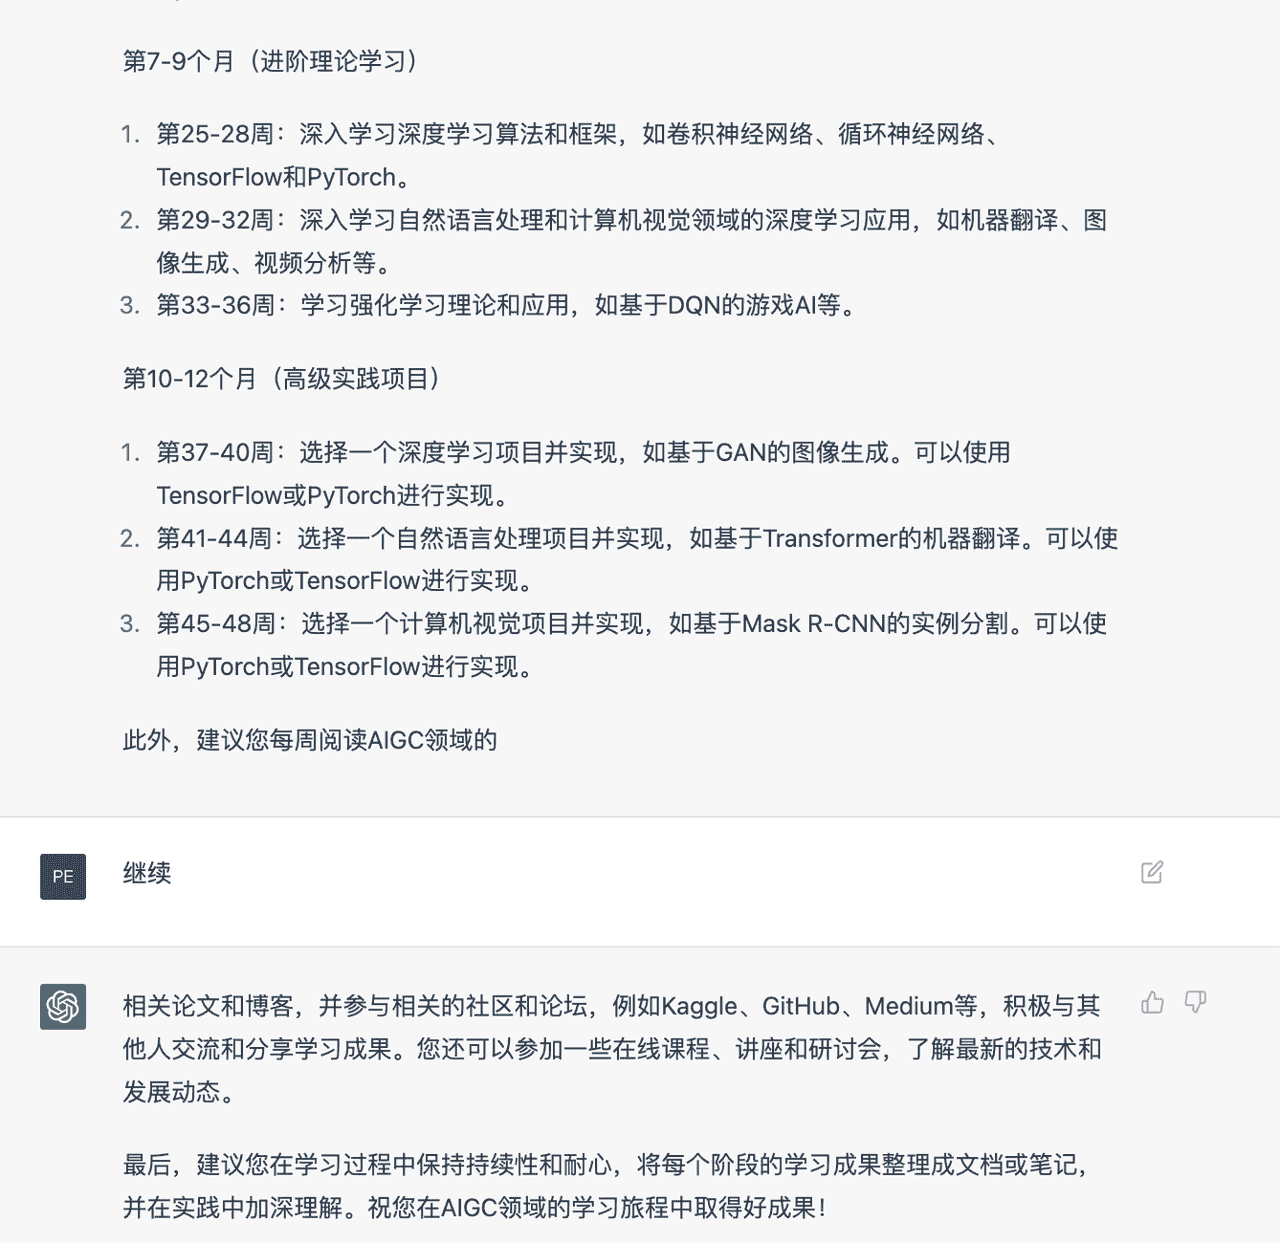 第7-9个月（进阶理论学习）
1. 第25-28周：深入学习深度学习算法和框架，如卷积神经网络、循环神经网络、
TensorFlow和PyTorch。
2. 第29-32周：深入学习自然语言处理和计算机视觉领域的深度学习应用，如机器翻译、图
像生成、视频分析等。
3. 第33-36周：学习强化学习理论和应用，如基于DQN的游戏AI等。
第10-12个月（高级实践项目）
1. 第37-40周：选择一个深度学习项目并实现，如基于GAN的图像生成。可以使用
TensorFlow或PyTorch进行实现。
2. 第41-44周：选择一个自然语言处理项目并实现，如基于Transformer的机器翻译。可以使
用PyTorch或TensorFlow进行实现。
3. 第45-48周：选择一个计算机视觉项目并实现，如基于Mask R-CNN的实例分割。可以使
用PyTorch或TensorFlow进行实现。
此外，建议您每周阅读AIGC领域的
PE 继续
相关论文和博客，并参与相关的社区和论坛，例如Kaggle、GitHub、Medium等，积极与其
他人交流和分享学习成果。您还可以参加一些在线课程、讲座和研讨会，了解最新的技术和
发展动态。
最后，建议您在学习过程中保持持续性和耐心，将每个阶段的学习成果整理成文档或笔记，
并在实践中加深理解。祝您在AIGC领域的学习旅程中取得好成果！